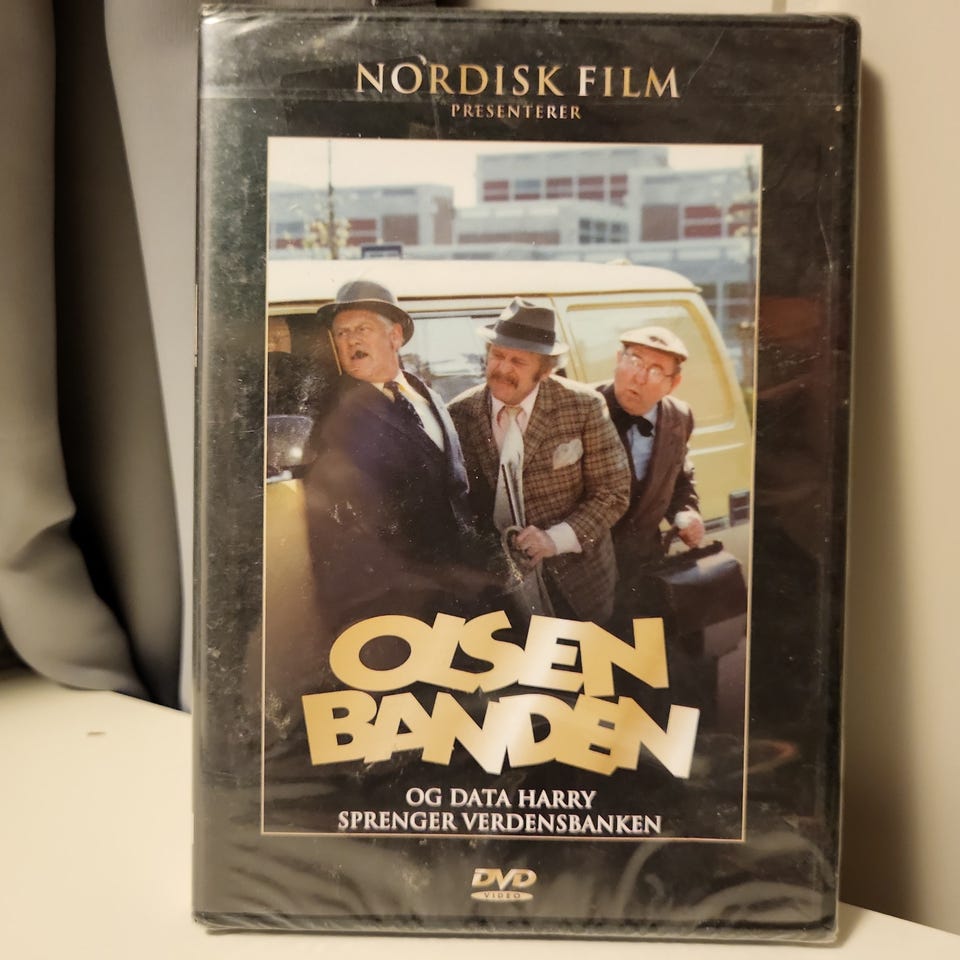 NORDISK FILM
PRESENTERER
OLSEN
BANDEN
OG DATA HARRY
SPRENGER VERDENSBANKEN
DVD
VIDEO